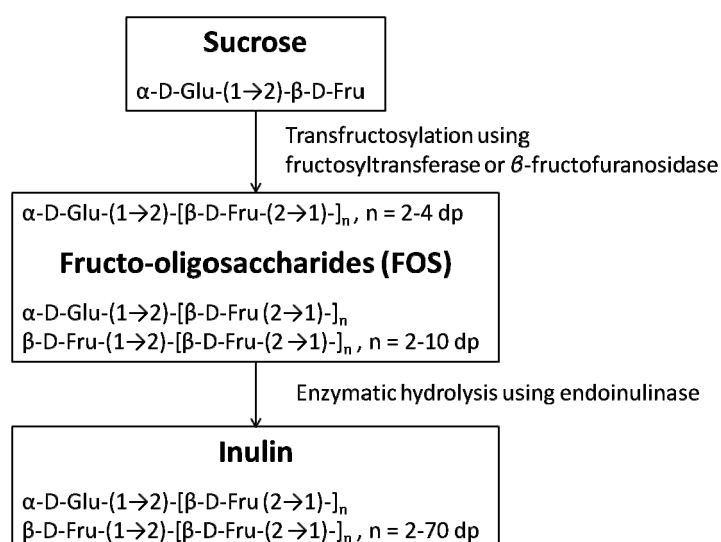 Sucrose
α-D-Glu-(1→2)-β-D-Fru
Transfructosylation using
fructosyltransferase or β-fructofuranosidase
α-D-Glu-(1→2)-[β-D-Fru-(2→1)-]n , n = 2-4 dp
Fructo-oligosaccharides (FOS)
α-D-Glu-(1→2)-[β-D-Fru (2→1)-]n
β-D-Fru-(1→2)-[β-D-Fru-(2→1)-]n , n = 2-10 dp
Enzymatic hydrolysis using endoinulinase
Inulin
α-D-Glu-(1→2)-[β-D-Fru (2→1)-]n
β-D-Fru-(1→2)-[β-D-Fru-(2→1)-]n , n = 2-70 dp